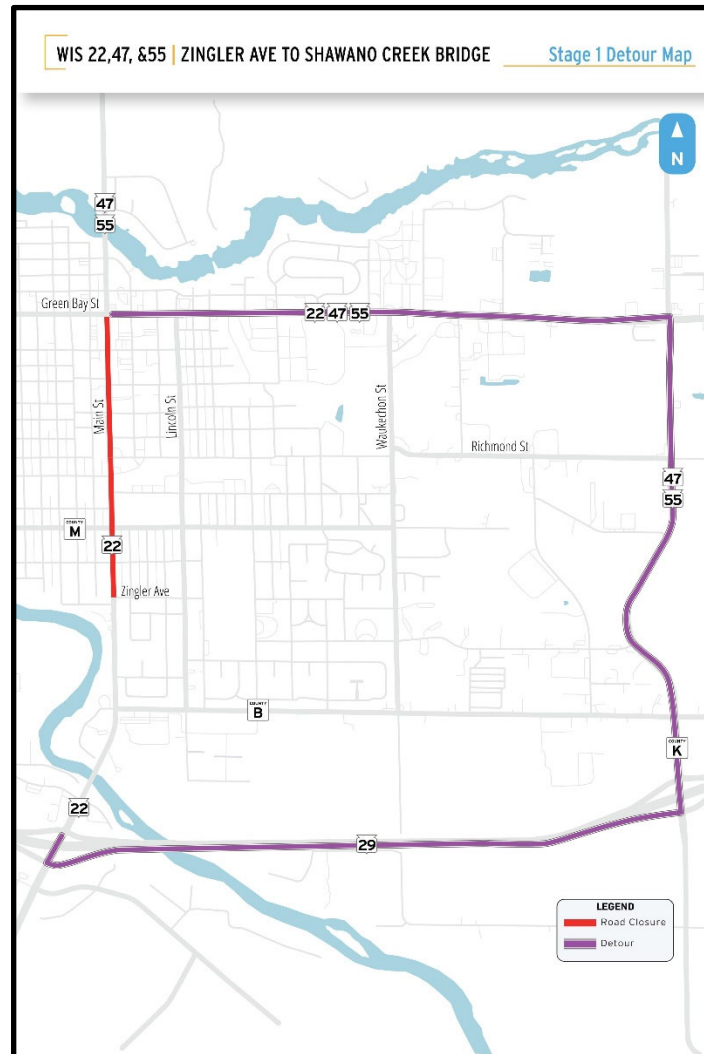 WIS 22,47, &55 | ZINGLER AVE TO SHAWANO CREEK BRIDGE
Stage 1 Detour Map
N
47
55
Green Bay St
22 47 55
Main St
Lincoln St
Waukechon St
Richmond St
47
55
COUNTY
M
22
Zingler Ave
COUNTY
B
COUNTY
K
22
29
LEGEND
Road Closure
Detour